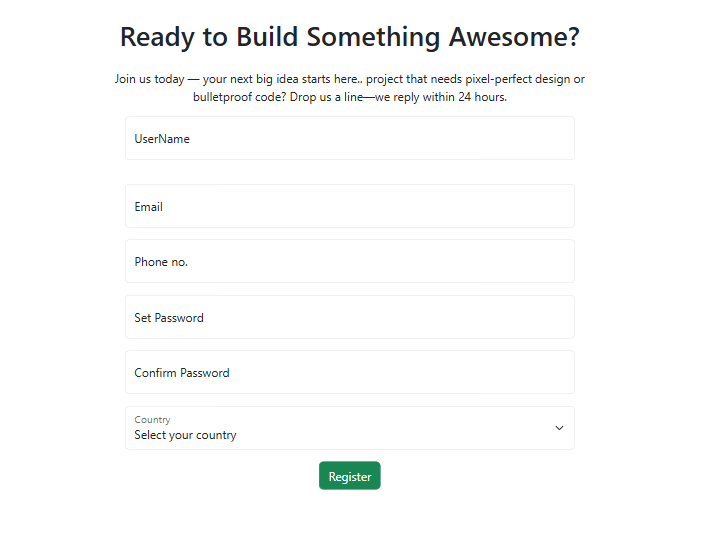 Ready to Build Something Awesome?
Join us today — your next big idea starts here.. project that needs pixel-perfect design or
bulletproof code? Drop us a line—we reply within 24 hours.
UserName
Email
Phone no.
Set Password
Confirm Password
Country
Select your country
Register